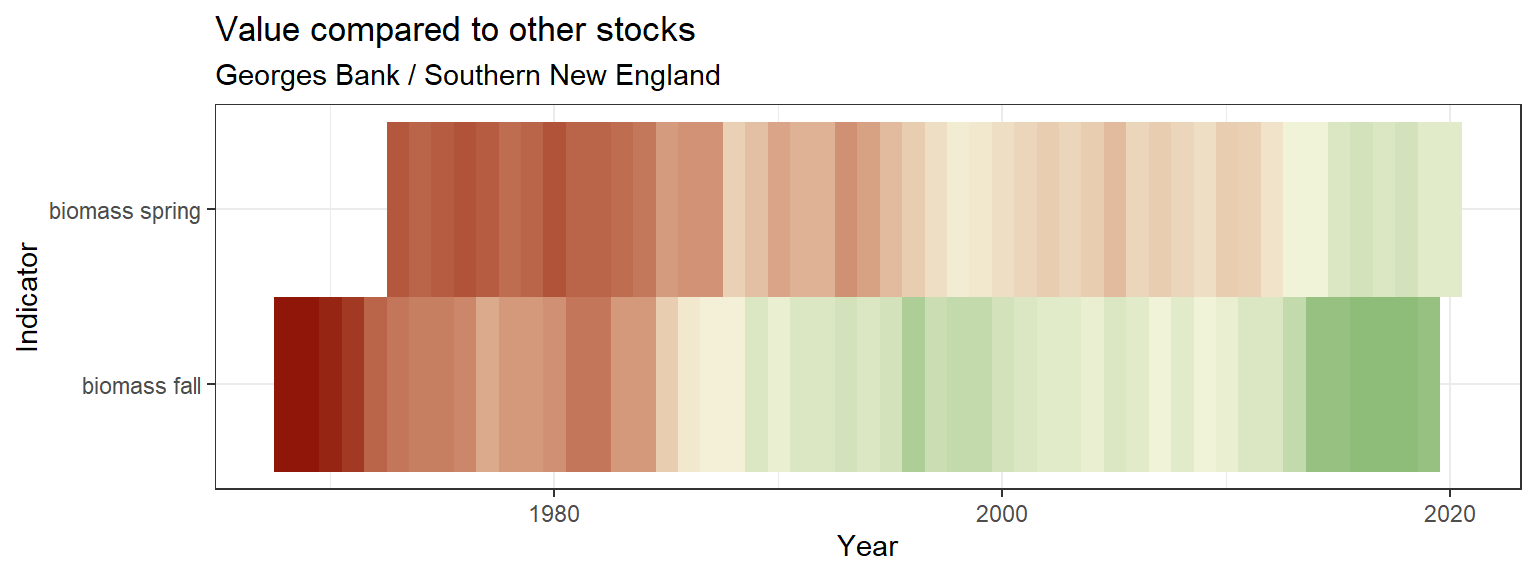 Value compared to other stocks
Georges Bank / Southern New England
Indicator
biomass spring
biomass fall
1980 2000 2020
Year